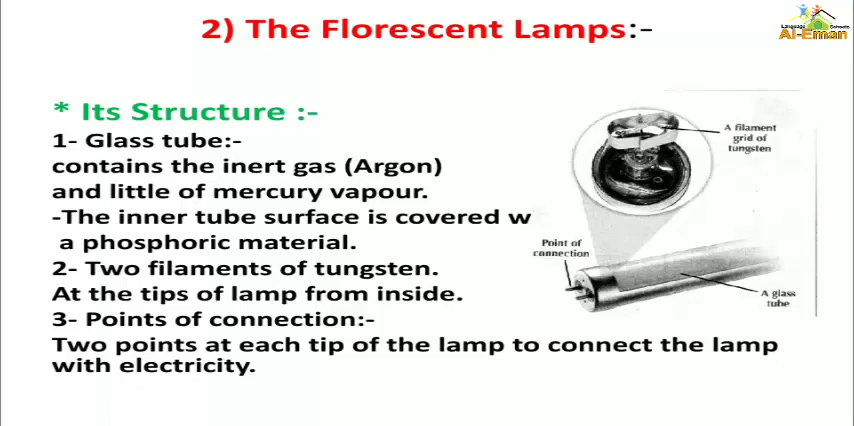 2) The Florescent Lamps:-
Language Schools
Al-Eman
* Its Structure :-
1- Glass tube:-
contains the inert gas (Argon)
and little of mercury vapour.
-The inner tube surface is covered w
a phosphoric material.
2- Two filaments of tungsten.
At the tips of lamp from inside.
3- Points of connection:-
Two points at each tip of the lamp to connect the lamp
with electricity.
A filament
grid of
tungsten
Point of
connection
A glass
tube